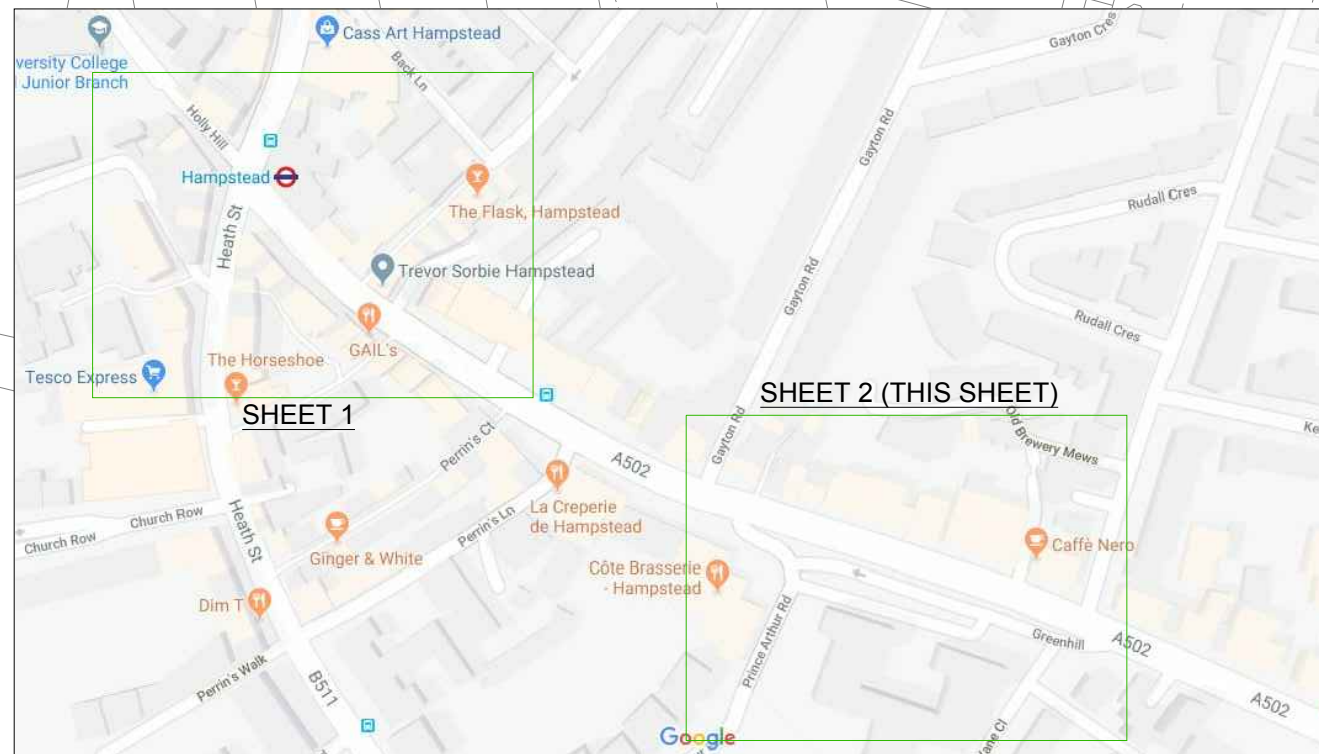 Cass Art Hampstead
Gayton Cres
versity College
Junior Branch
Back Ln
Holly Hill
Gayton Rd
Hampstead
The Flask, Hampstead
Rudall Cres
Heath St
Trevor Sorbie Hampstead
Gayton Rd
Rudall Cres
GAIL's
The Horseshoe
Tesco Express
SHEET 1
SHEET 2 (THIS SHEET)
Gayton Rd
Old Brewery Mews
Ke
Perrin's Ct
A502
La Creperie
de Hampstead
Church Row
Church Row
Heath St
Perrin's Ln
Ginger & White
Caffè Nero
Côte Brasserie
- Hampstead
Dim T
Prince Arthur Rd
Greenhill
A502
Perrin's Walk
B511
A502
Google
ane Cl